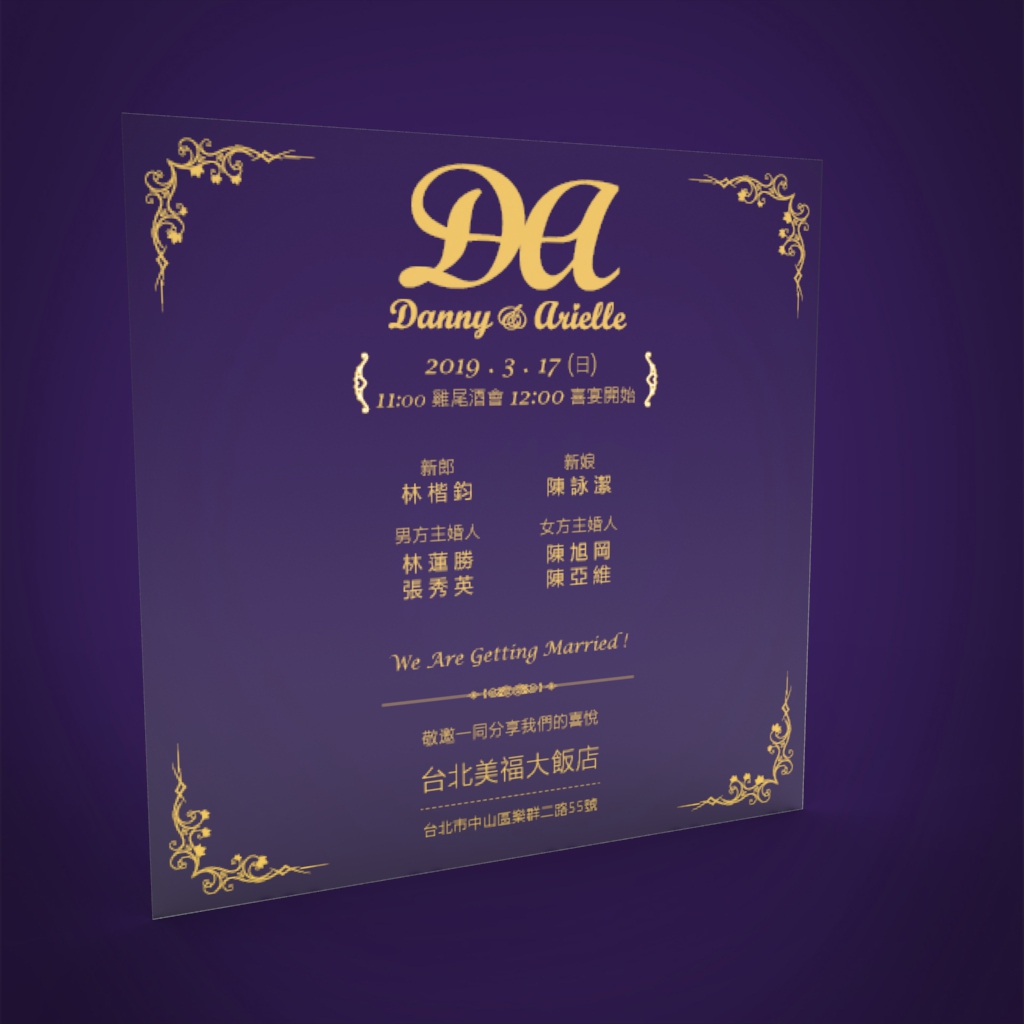 DA
Danny & Arielle
2019 . 3 . 17 (日)
11:00 雞尾酒會 12:00 喜宴開始
新郎
林楷鈞
新娘
陳詠潔
男方主婚人
林蓮勝
張秀英
女方主婚人
陳旭岡
陳亞維
We Are Getting Married !
敬邀一同分享我們的喜悅
台北美福大飯店
台北市中山區樂群二路55號